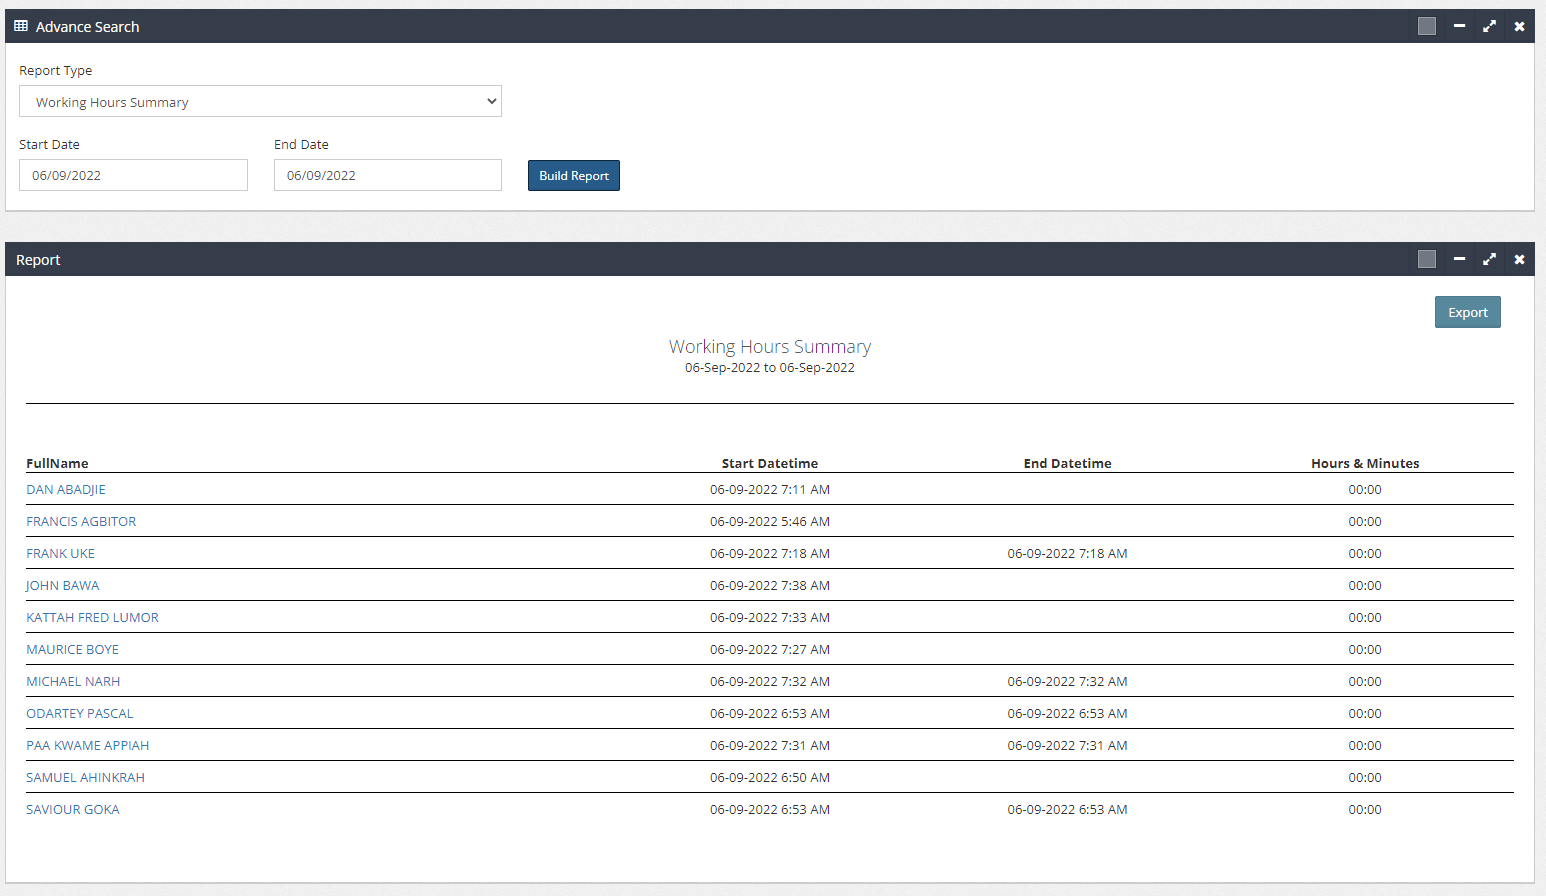 Advance Search
Report Type
Working Hours Summary
Start Date End Date
06/09/2022 06/09/2022 Build Report
Report
Export
Working Hours Summary
06-Sep-2022 to 06-Sep-2022
FullName Start Datetime End Datetime Hours & Minutes
DAN ABADJIE 06-09-2022 7:11 AM 00:00
FRANCIS AGBITOR 06-09-2022 5:46 AM 00:00
FRANK UKE 06-09-2022 7:18 AM 06-09-2022 7:18 AM 00:00
JOHN BAWA 06-09-2022 7:38 AM 00:00
KATTAH FRED LUMOR 06-09-2022 7:33 AM 00:00
MAURICE BOYE 06-09-2022 7:27 AM 00:00
MICHAEL NARH 06-09-2022 7:32 AM 06-09-2022 7:32 AM 00:00
ODARTEY PASCAL 06-09-2022 6:53 AM 06-09-2022 6:53 AM 00:00
PAA KWAME APPIAH 06-09-2022 7:31 AM 06-09-2022 7:31 AM 00:00
SAMUEL AHINKRAH 06-09-2022 6:50 AM 00:00
SAVIOUR GOKA 06-09-2022 6:53 AM 06-09-2022 6:53 AM 00:00